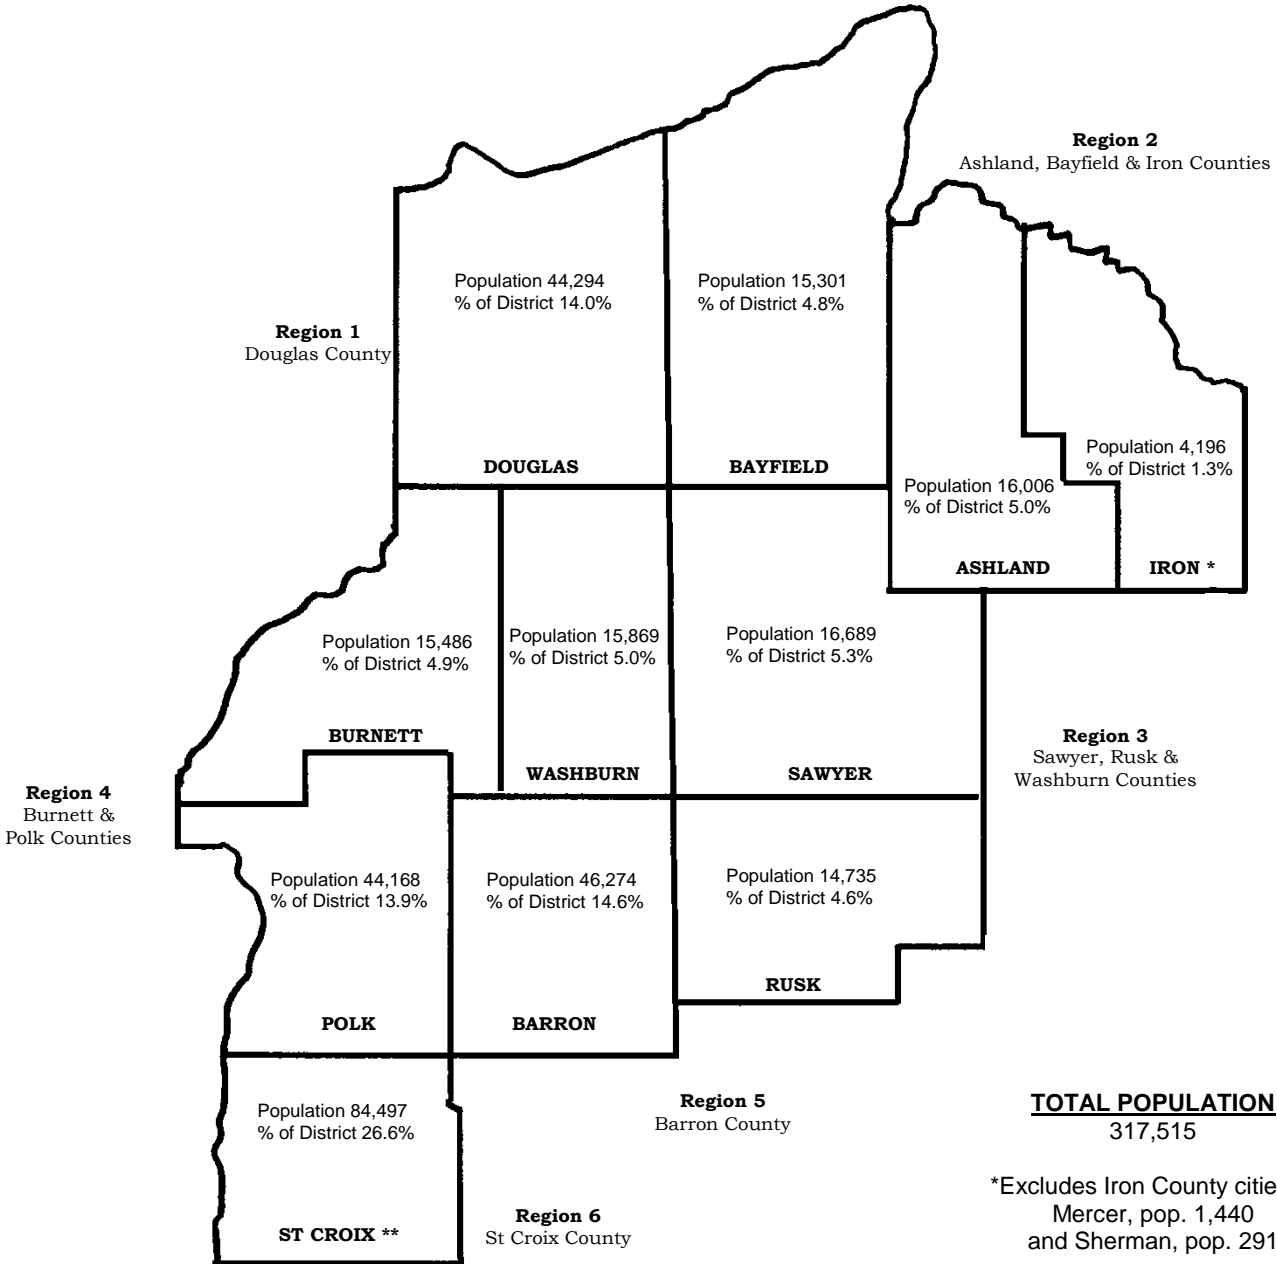 Region 2
Ashland, Bayfield & Iron Counties
Population 44,294
% of District 14.0%
Population 15,301
% of District 4.8%
Region 1
Douglas County
DOUGLAS
BAYFIELD
Population 4,196
% of District 1.3%
Population 16,006
% of District 5.0%
ASHLAND
IRON *
Population 15,486
% of District 4.9%
Population 15,869
% of District 5.0%
Population 16,689
% of District 5.3%
BURNETT
WASHBURN
SAWYER
Region 3
Sawyer, Rusk &
Washburn Counties
Region 4
Burnett &
Polk Counties
Population 44,168
% of District 13.9%
Population 46,274
% of District 14.6%
Population 14,735
% of District 4.6%
RUSK
POLK
BARRON
Population 84,497
% of District 26.6%
Region 5
Barron County
TOTAL POPULATION
317,515
*Excludes Iron County citie
Mercer, pop. 1,440
and Sherman, pop. 291
ST CROIX **
Region 6
St Croix County